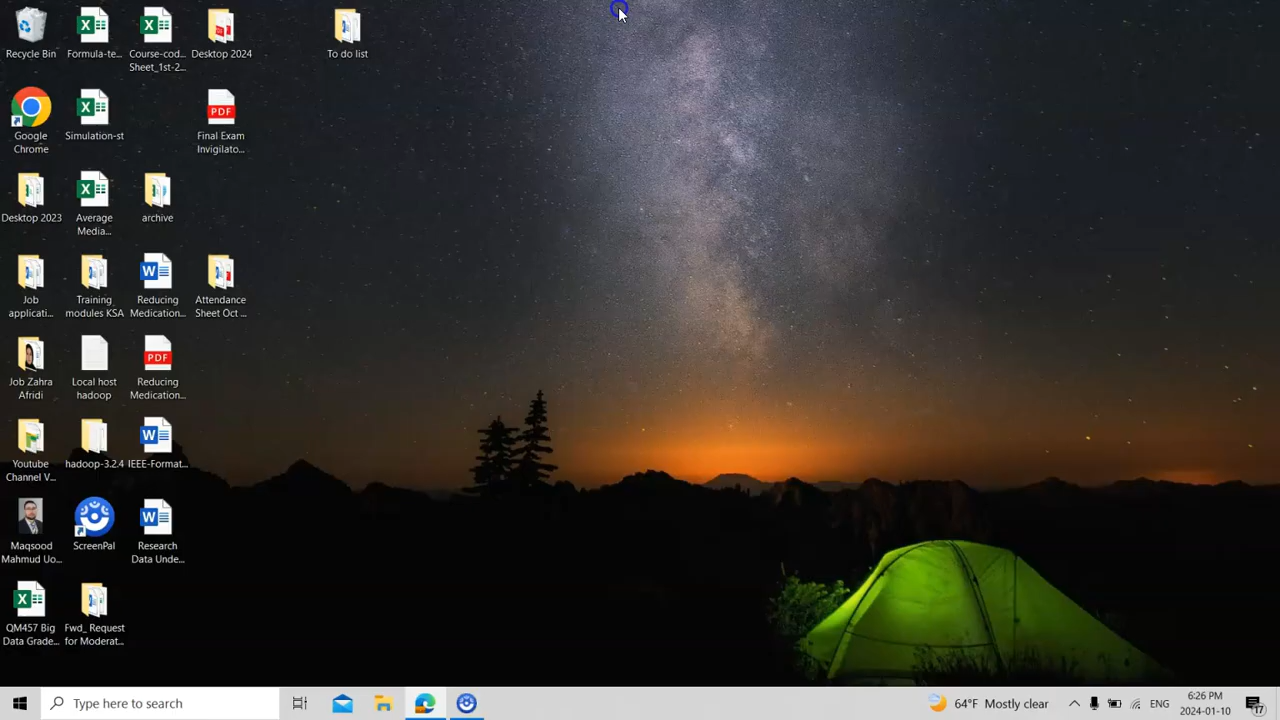 Recycle Bin
Formula-te...
Course-cod...
Sheet_1st-2...
Desktop 2024
To do list
Google
Chrome
Simulation-st
PDF
Final Exam
Invigilato...
Desktop 2023
Average
Media...
archive
Job
applicati...
Training
modules KSA
Reducing
Medication...
Attendance
Sheet Oct ...
Job Zahra
Afridi
Local host
hadoop
PDF
Reducing
Medication...
Youtube
Channel V...
hadoop-3.2.4
IEEE-Format...
Maqsood
Mahmud Uo...
ScreenPal
Research
Data Unde...
QM457 Big
Data Grade...
Fwd_ Request
for Moderat...
Type here to search
64°F Mostly clear
ENG
6:26 PM
2024-01-10
17